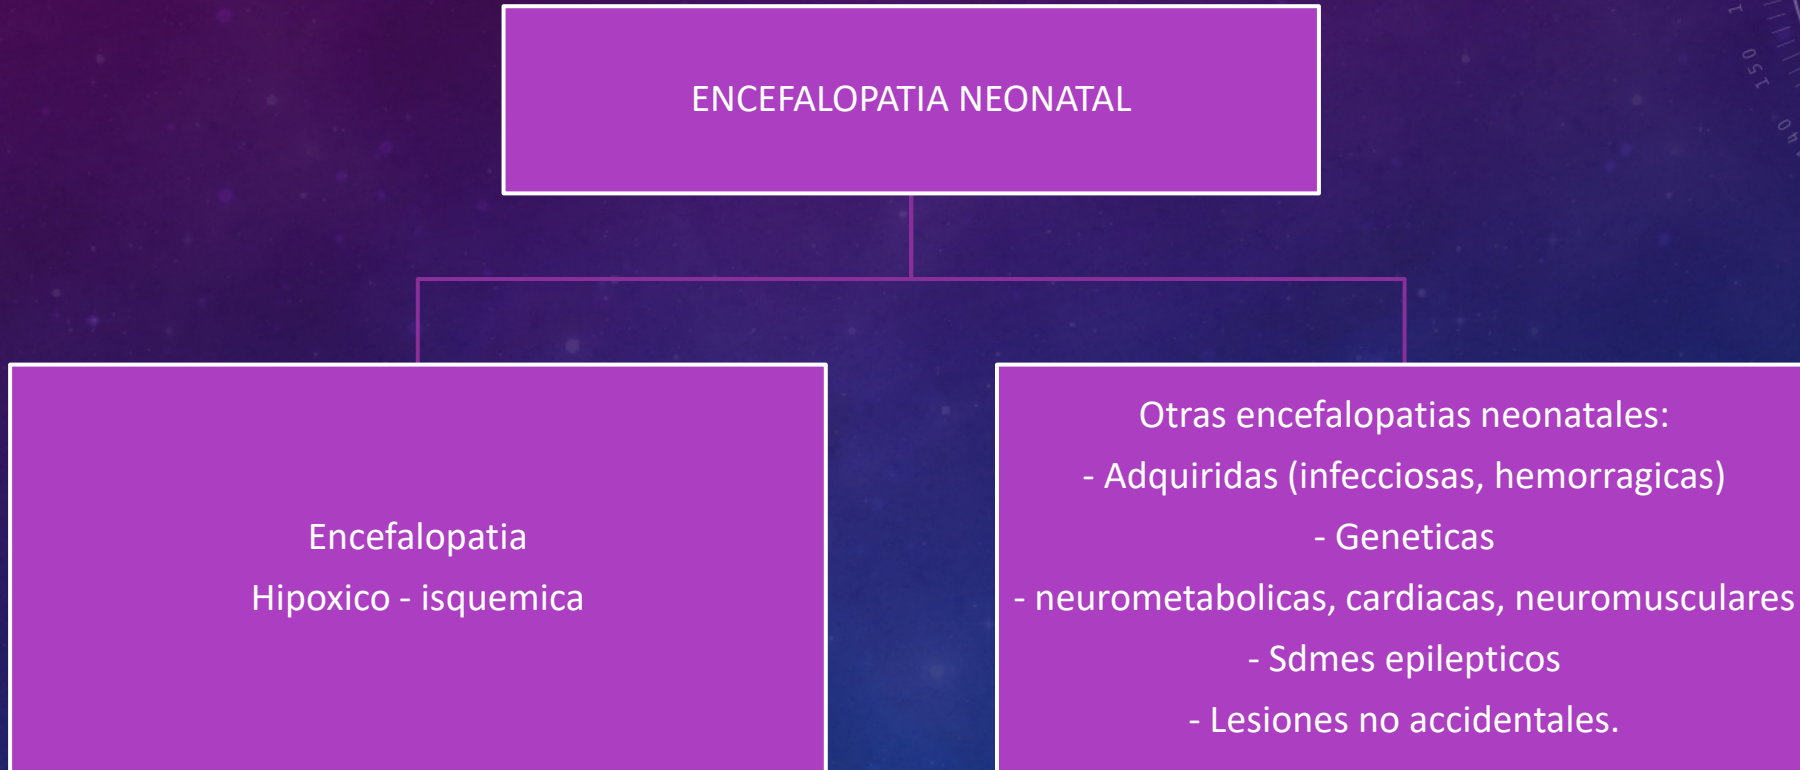 ENCEFALOPATIA NEONATAL
Encefalopatia
Hipoxico - isquemica
Otras encefalopatias neonatales:
- Adquiridas (infecciosas, hemorragicas)
- Geneticas
- neurometabolicas, cardiacas, neuromusculares
- Sdmes epilepticos
- Lesiones no accidentales.
150